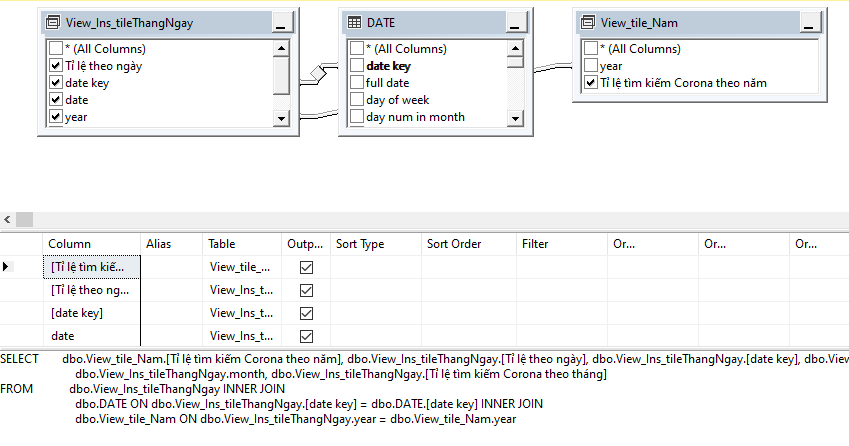 View_Ins_tileThangNgay
* (All Columns)
Tỉ lệ theo ngày
date key
date
year
DATE
* (All Columns)
date key
full date
day of week
day num in month
View_tile_Nam
* (All Columns)
year
Tỉ lệ tìm kiếm Corona theo năm
Column Alias Table Outp... Sort Type Sort Order Filter Or... Or... Or...
[Tỉ lệ tìm kiế... View_tile_...
[Tỉ lệ theo ng... View_Ins_t...
[date key] View_Ins_t...
date View_Ins_t...
SELECT dbo.View_tile_Nam.[Tỉ lệ tìm kiếm Corona theo năm], dbo.View_Ins_tileThangNgay.[Tỉ lệ theo ngày], dbo.View_Ins_tileThangNgay.[date key], dbo.View
dbo.View_Ins_tileThangNgay.month, dbo.View_Ins_tileThangNgay.[Tỉ lệ tìm kiếm Corona theo tháng]
FROM dbo.View_Ins_tileThangNgay INNER JOIN
dbo.DATE ON dbo.View_Ins_tileThangNgay.[date key] = dbo.DATE.[date key] INNER JOIN
dbo.View_tile_Nam ON dbo.View_Ins_tileThangNgay.year = dbo.View_tile_Nam.year